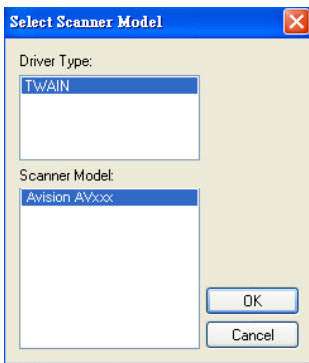 Select Scanner Model
Driver Type:
TWAIN
Scanner Model:
Avision AVxxx
OK
Cancel